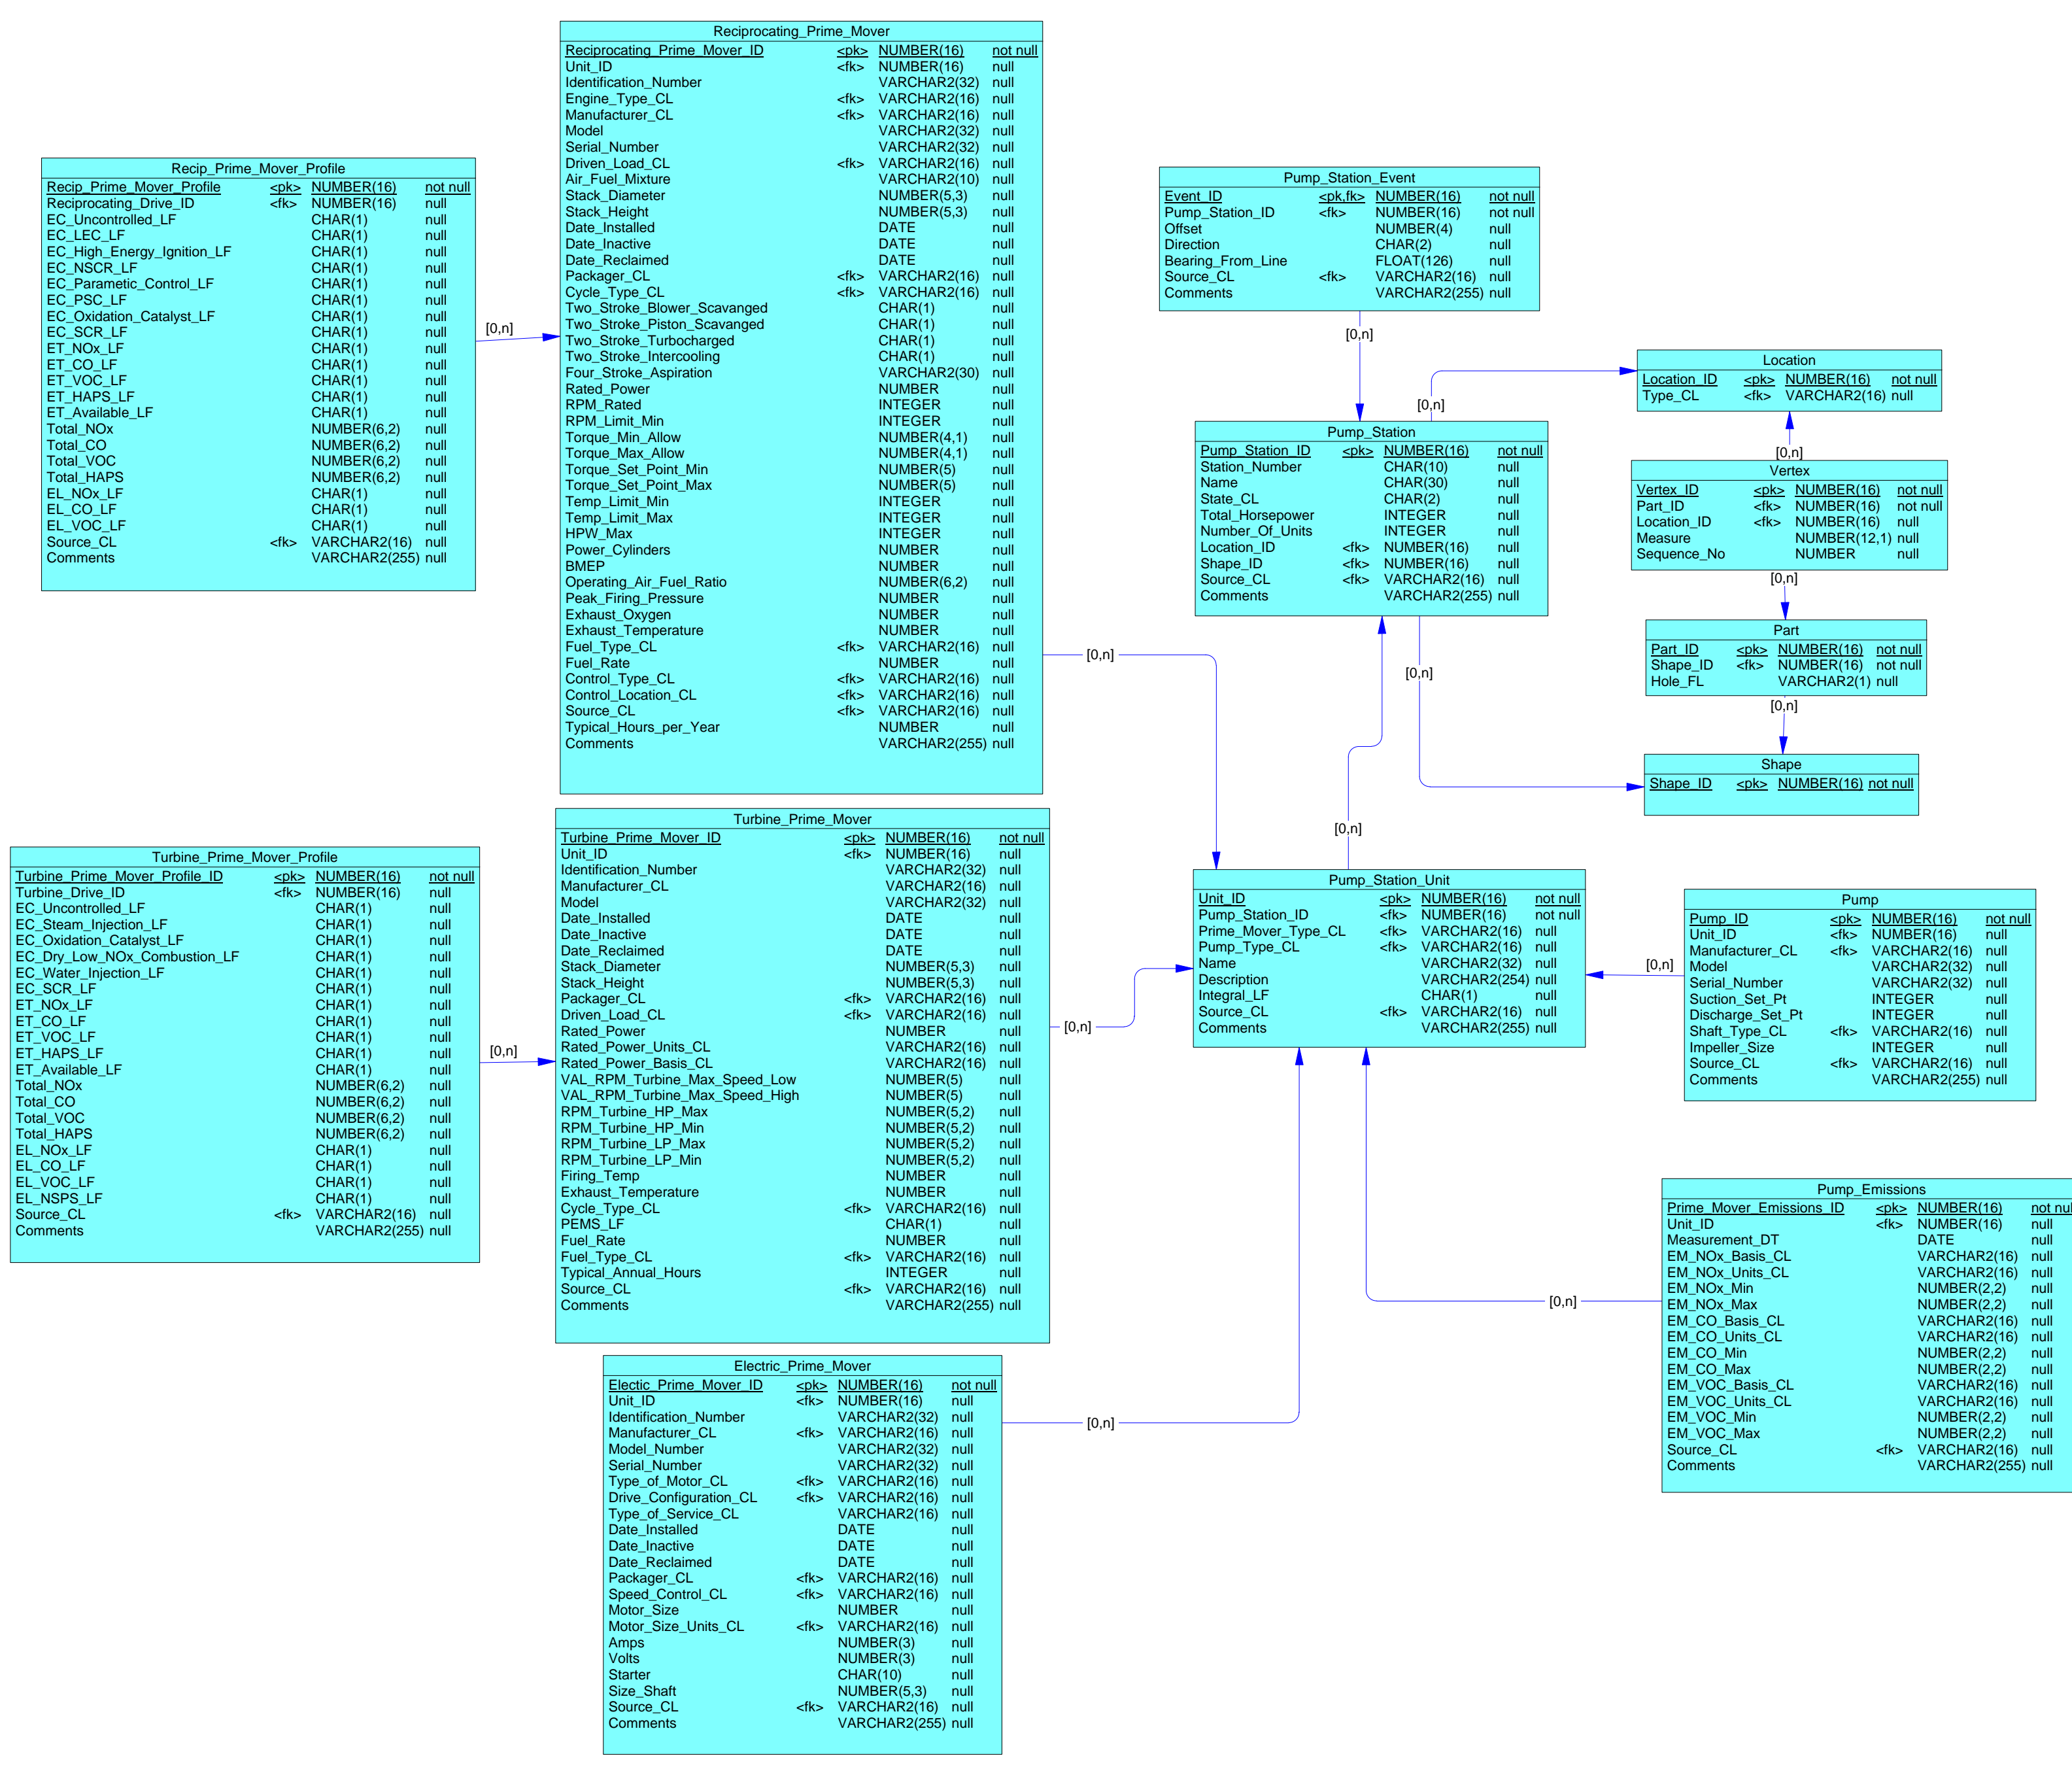 Reciprocating_Prime_Mover
Reciprocating_Prime_Mover_ID <pk> NUMBER(16) not null
Unit_ID <fk> NUMBER(16) null
Identification_Number VARCHAR2(32) null
Engine_Type_CL <fk> VARCHAR2(16) null
Manufacturer_CL <fk> VARCHAR2(16) null
Model VARCHAR2(32) null
Serial_Number VARCHAR2(32) null
Driven_Load_CL <fk> VARCHAR2(16) null
Air_Fuel_Mixture VARCHAR2(10) null
Stack_Diameter NUMBER(5,3) null
Stack_Height NUMBER(5,3) null
Date_Installed DATE null
Date_Inactive DATE null
Date_Reclaimed DATE null
Packager_CL <fk> VARCHAR2(16) null
Cycle_Type_CL <fk> VARCHAR2(16) null
Two_Stroke_Blower_Scavanged CHAR(1) null
Two_Stroke_Piston_Scavanged CHAR(1) null
Two_Stroke_Turbocharged CHAR(1) null
Two_Stroke_Intercooling CHAR(1) null
Four_Stroke_Aspiration VARCHAR2(30) null
Rated_Power NUMBER null
RPM_Rated INTEGER null
RPM_Limit_Min INTEGER null
Torque_Min_Allow NUMBER(4,1) null
Torque_Max_Allow NUMBER(4,1) null
Torque_Set_Point_Min NUMBER(5) null
Torque_Set_Point_Max NUMBER(5) null
Temp_Limit_Min INTEGER null
Temp_Limit_Max INTEGER null
HPW_Max INTEGER null
Power_Cylinders NUMBER null
BMEP NUMBER null
Operating_Air_Fuel_Ratio NUMBER(6,2) null
Peak_Firing_Pressure NUMBER null
Exhaust_Oxygen NUMBER null
Exhaust_Temperature NUMBER null
Fuel_Type_CL <fk> VARCHAR2(16) null
Fuel_Rate NUMBER null
Control_Type_CL <fk> VARCHAR2(16) null
Control_Location_CL <fk> VARCHAR2(16) null
Source_CL <fk> VARCHAR2(16) null
Typical_Hours_per_Year NUMBER null
Comments VARCHAR2(255) null
Recip_Prime_Mover_Profile
Recip_Prime_Mover_Profile <pk> NUMBER(16) not null
Reciprocating_Drive_ID <fk> NUMBER(16) null
EC_Uncontrolled_LF CHAR(1) null
EC_LEC_LF CHAR(1) null
EC_High_Energy_Ignition_LF CHAR(1) null
EC_NSCR_LF CHAR(1) null
EC_Parametic_Control_LF CHAR(1) null
EC_PSC_LF CHAR(1) null
EC_Oxidation_Catalyst_LF CHAR(1) null
EC_SCR_LF CHAR(1) null
ET_NOx_LF CHAR(1) null
ET_CO_LF CHAR(1) null
ET_VOC_LF CHAR(1) null
ET_HAPS_LF CHAR(1) null
ET_Available_LF CHAR(1) null
Total_NOx NUMBER(6,2) null
Total_CO NUMBER(6,2) null
Total_VOC NUMBER(6,2) null
Total_HAPS NUMBER(6,2) null
EL_NOx_LF CHAR(1) null
EL_CO_LF CHAR(1) null
EL_VOC_LF CHAR(1) null
Source_CL <fk> VARCHAR2(16) null
Comments VARCHAR2(255) null
[0,n]
Pump_Station_Event
Event_ID <pk,fk> NUMBER(16) not null
Pump_Station_ID <fk> NUMBER(16) not null
Offset NUMBER(4) null
Direction CHAR(2) null
Bearing_From_Line FLOAT(126) null
Source_CL <fk> VARCHAR2(16) null
Comments VARCHAR2(255) null
[0,n]
[0,n]
Location
Location_ID <pk> NUMBER(16) not null
Type_CL <fk> VARCHAR2(16) null
[0,n]
Pump_Station
Pump_Station_ID <pk> NUMBER(16) not null
Station_Number CHAR(10) null
Name CHAR(30) null
State_CL CHAR(2) null
Total_Horsepower INTEGER null
Number_Of_Units INTEGER null
Location_ID <fk> NUMBER(16) null
Shape_ID <fk> NUMBER(16) null
Source_CL <fk> VARCHAR2(16) null
Comments VARCHAR2(255) null
Vertex
Vertex_ID <pk> NUMBER(16) not null
Part_ID <fk> NUMBER(16) not null
Location_ID <fk> NUMBER(16) null
Measure NUMBER(12,1) null
Sequence_No NUMBER null
[0,n]
Part
Part_ID <pk> NUMBER(16) not null
Shape_ID <fk> NUMBER(16) not null
Hole_FL VARCHAR2(1) null
[0,n]
[0,n]
[0,n]
Shape
Shape_ID <pk> NUMBER(16) not null
[0,n]
Turbine_Prime_Mover
Turbine_Prime_Mover_ID <pk> NUMBER(16) not null
Unit_ID <fk> NUMBER(16) null
Identification_Number VARCHAR2(32) null
Manufacturer_CL VARCHAR2(16) null
Model VARCHAR2(32) null
Date_Installed DATE null
Date_Inactive DATE null
Date_Reclaimed DATE null
Stack_Diameter NUMBER(5,3) null
Stack_Height NUMBER(5,3) null
Packager_CL <fk> VARCHAR2(16) null
Driven_Load_CL <fk> VARCHAR2(16) null
Rated_Power NUMBER null
Rated_Power_Units_CL VARCHAR2(16) null
Rated_Power_Basis_CL VARCHAR2(16) null
VAL_RPM_Turbine_Max_Speed_Low NUMBER(5) null
VAL_RPM_Turbine_Max_Speed_High NUMBER(5) null
RPM_Turbine_HP_Max NUMBER(5,2) null
RPM_Turbine_HP_Min NUMBER(5,2) null
RPM_Turbine_LP_Max NUMBER(5,2) null
RPM_Turbine_LP_Min NUMBER(5,2) null
Firing_Temp NUMBER null
Exhaust_Temperature NUMBER null
Cycle_Type_CL <fk> VARCHAR2(16) null
PEMS_LF CHAR(1) null
Fuel_Rate NUMBER null
Fuel_Type_CL <fk> VARCHAR2(16) null
Typical_Annual_Hours INTEGER null
Source_CL <fk> VARCHAR2(16) null
Comments VARCHAR2(255) null
Turbine_Prime_Mover_Profile
Turbine_Prime_Mover_Profile_ID <pk> NUMBER(16) not null
Turbine_Drive_ID <fk> NUMBER(16) null
EC_Uncontrolled_LF CHAR(1) null
EC_Steam_Injection_LF CHAR(1) null
EC_Oxidation_Catalyst_LF CHAR(1) null
EC_Dry_Low_NOx_Combustion_LF CHAR(1) null
EC_Water_Injection_LF CHAR(1) null
EC_SCR_LF CHAR(1) null
ET_NOx_LF CHAR(1) null
ET_CO_LF CHAR(1) null
ET_VOC_LF CHAR(1) null
ET_HAPS_LF CHAR(1) null
ET_Available_LF CHAR(1) null
Total_NOx NUMBER(6,2) null
Total_CO NUMBER(6,2) null
Total_VOC NUMBER(6,2) null
Total_HAPS NUMBER(6,2) null
EL_NOx_LF CHAR(1) null
EL_CO_LF CHAR(1) null
EL_VOC_LF CHAR(1) null
EL_NSPS_LF CHAR(1) null
Source_CL <fk> VARCHAR2(16) null
Comments VARCHAR2(255) null
[0,n]
[0,n]
Pump_Station_Unit
Unit_ID <pk> NUMBER(16) not null
Pump_Station_ID <fk> NUMBER(16) not null
Prime_Mover_Type_CL <fk> VARCHAR2(16) null
Pump_Type_CL <fk> VARCHAR2(16) null
Name VARCHAR2(32) null
Description VARCHAR2(254) null
Integral_LF CHAR(1) null
Source_CL <fk> VARCHAR2(16) null
Comments VARCHAR2(255) null
[0,n]
Pump
Pump_ID <pk> NUMBER(16) not null
Unit_ID <fk> NUMBER(16) null
Manufacturer_CL <fk> VARCHAR2(16) null
Model VARCHAR2(32) null
Serial_Number VARCHAR2(32) null
Suction_Set_Pt INTEGER null
Discharge_Set_Pt INTEGER null
Shaft_Type_CL <fk> VARCHAR2(16) null
Impeller_Size INTEGER null
Source_CL <fk> VARCHAR2(16) null
Comments VARCHAR2(255) null
Pump_Emissions
Prime_Mover_Emissions_ID <pk> NUMBER(16) not nul
Unit_ID <fk> NUMBER(16) null
Measurement_DT DATE null
EM_NOx_Basis_CL VARCHAR2(16) null
EM_NOx_Units_CL VARCHAR2(16) null
EM_NOx_Min NUMBER(2,2) null
EM_NOx_Max NUMBER(2,2) null
EM_CO_Basis_CL VARCHAR2(16) null
EM_CO_Units_CL VARCHAR2(16) null
EM_CO_Min NUMBER(2,2) null
EM_CO_Max NUMBER(2,2) null
EM_VOC_Basis_CL VARCHAR2(16) null
EM_VOC_Units_CL VARCHAR2(16) null
EM_VOC_Min NUMBER(2,2) null
EM_VOC_Max NUMBER(2,2) null
Source_CL <fk> VARCHAR2(16) null
Comments VARCHAR2(255) null
[0,n]
Electric_Prime_Mover
Electic_Prime_Mover_ID <pk> NUMBER(16) not null
Unit_ID <fk> NUMBER(16) null
Identification_Number VARCHAR2(32) null
Manufacturer_CL <fk> VARCHAR2(16) null
Model_Number VARCHAR2(32) null
Serial_Number VARCHAR2(32) null
Type_of_Motor_CL <fk> VARCHAR2(16) null
Drive_Configuration_CL <fk> VARCHAR2(16) null
Type_of_Service_CL VARCHAR2(16) null
Date_Installed DATE null
Date_Inactive DATE null
Date_Reclaimed DATE null
Packager_CL <fk> VARCHAR2(16) null
Speed_Control_CL <fk> VARCHAR2(16) null
Motor_Size NUMBER null
Motor_Size_Units_CL <fk> VARCHAR2(16) null
Amps NUMBER(3) null
Volts NUMBER(3) null
Starter CHAR(10) null
Size_Shaft NUMBER(5,3) null
Source_CL <fk> VARCHAR2(16) null
Comments VARCHAR2(255) null
[0,n]